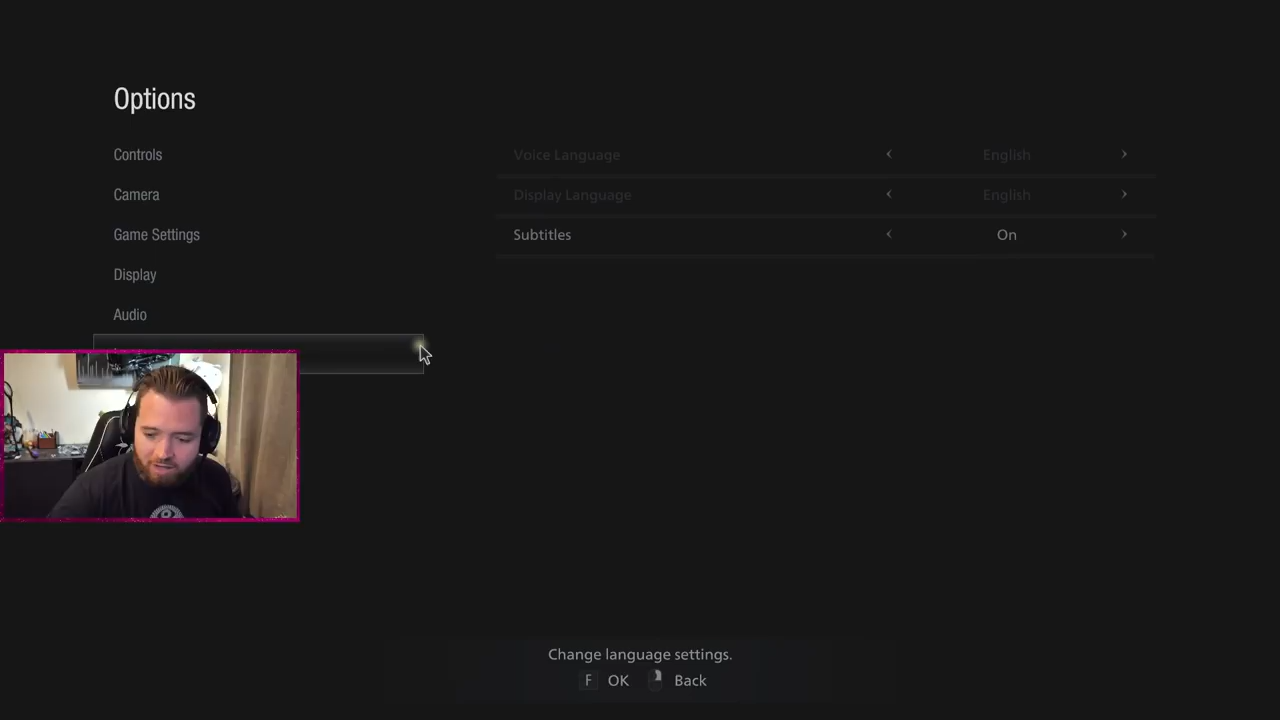 Options
Controls
Camera
Game Settings
Display
Audio
Voice Language English
Display Language English
Subtitles On
Change language settings.
F OK Back